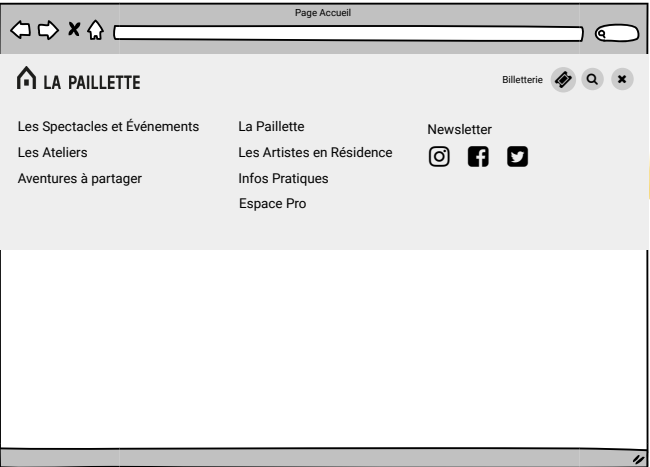 Page Accueil
LA PAILLETTE
Billetterie
Les Spectacles et Événements
Les Ateliers
Aventures à partager
La Paillette
Les Artistes en Résidence
Infos Pratiques
Espace Pro
Newsletter